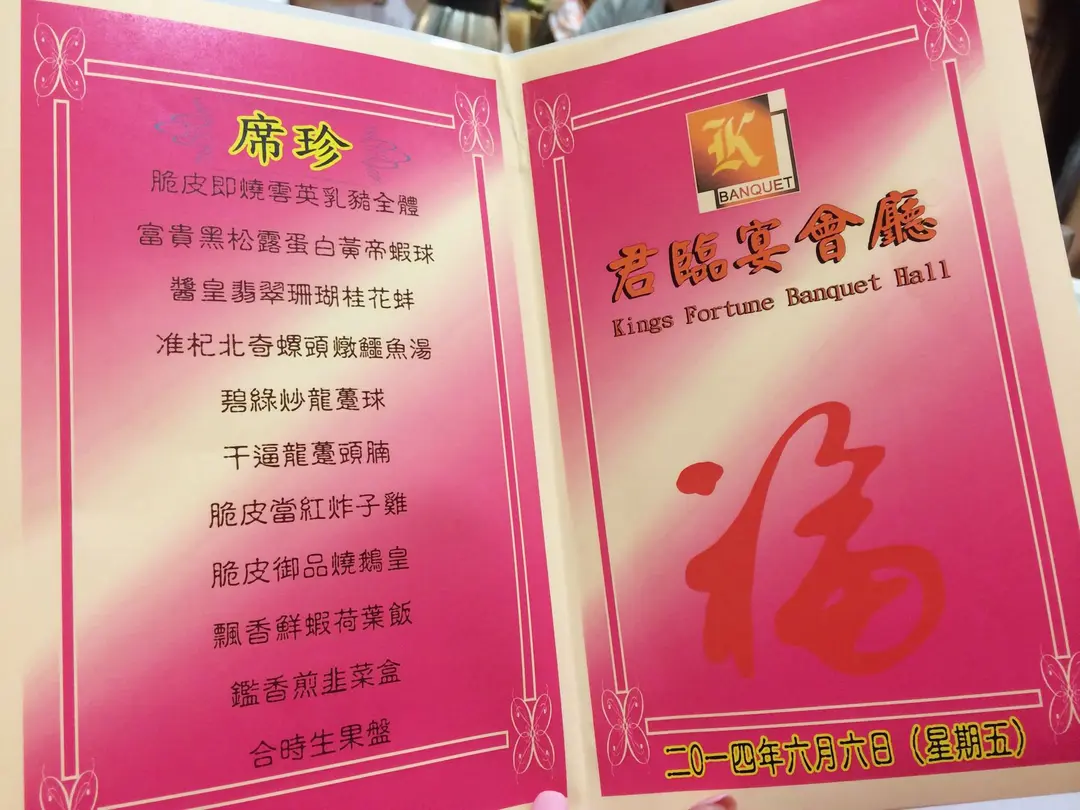 席珍
脆皮即燒雲英乳豬全體
富貴黑松露蛋白黃帝蝦球
醬皇翡翠珊瑚桂花蚌
准杞北奇螺頭燉鱷魚湯
碧綠炒龍躉球
干逼龍躉頭腩
脆皮當紅炸子雞
脆皮御品燒鵝皇
飄香鮮蝦荷葉飯
鑑香煎韭菜盒
合時生果盤
K
BANQUET
君臨宴會廳
Kings Fortune Banquet Hall
福
二○一四年六月六日（星期五）